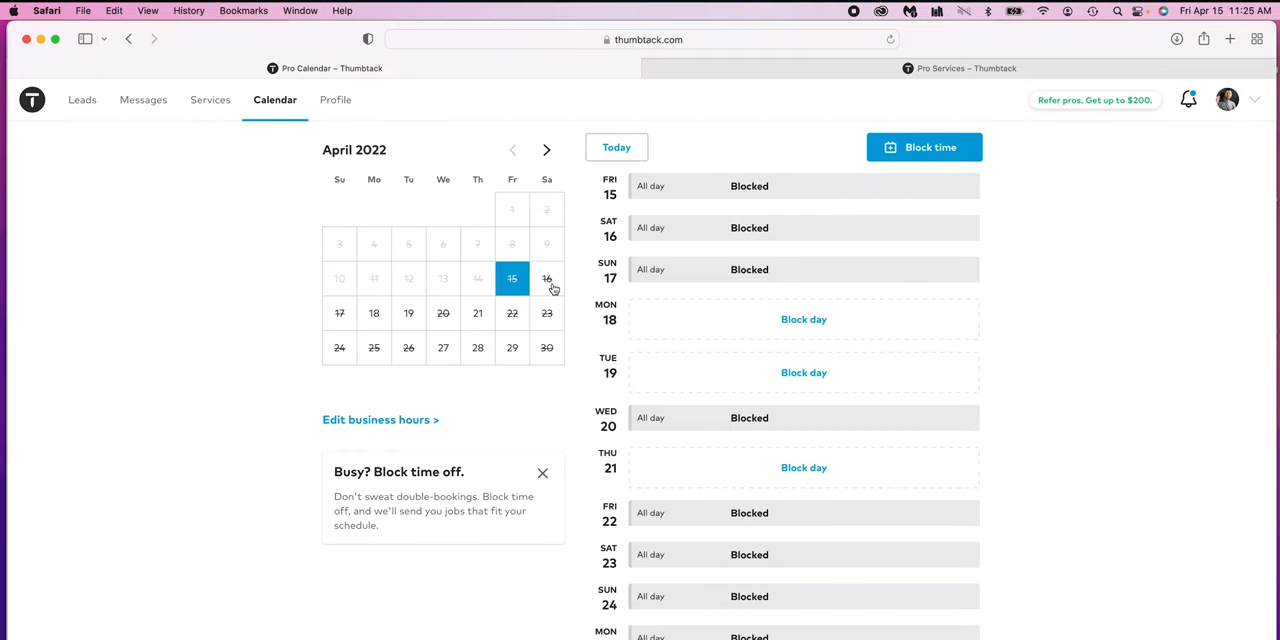 Safari File Edit View History Bookmarks Window Help Fri Apr 15 11:25 AM
thumbtack.com
T Pro Calendar – Thumbtack T Pro Services – Thumbtack
T Leads Messages Services Calendar Profile Refer pros. Get up to $200.
April 2022
Su Mo Tu We Th Fr Sa
1 2
3 4 5 6 7 8 9
10 11 12 13 14 15 16
17 18 19 20 21 22 23
24 25 26 27 28 29 30
Edit business hours >
Busy? Block time off.
Don't sweat double-bookings. Block time
off, and we'll send you jobs that fit your
schedule.
Today Block time
FRI
15 All day Blocked
SAT
16 All day Blocked
SUN
17 All day Blocked
MON
18 Block day
TUE
19 Block day
WED
20 All day Blocked
THU
21 Block day
FRI
22 All day Blocked
SAT
23 All day Blocked
SUN
24 All day Blocked
MON
All day Blocked